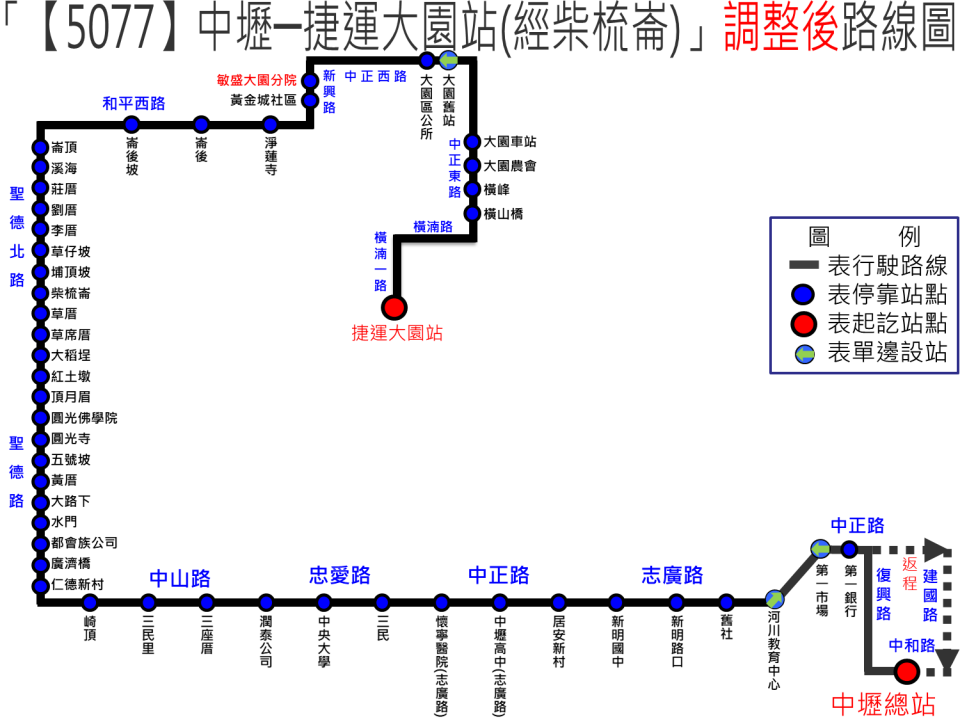 「【5077】中壢─捷運大園站(經柴梳崙)」調整後路線圖
敏盛大園分院
黃金城社區
新興路
中正西路
大園區公所
大園舊站
和平西路
崙後坡
崙後
淨蓮寺
中正東路
大園車站
大園農會
橫峰
橫山橋
橫湳路
橫湳一路
捷運大園站
聖德北路
崙頂
溪海
莊厝
劉厝
李厝
草仔坡
埔頂坡
柴梳崙
草厝
草席厝
大稻埕
紅土墩
頂月眉
圓光佛學院
聖德路
圓光寺
五號坡
黃厝
大路下
水門
都會族公司
廣濟橋
仁德新村
圖 例
表行駛路線
表停靠站點
表起訖站點
表單邊設站
中山路
忠愛路
中正路
志廣路
中正路
崎頂
三民里
三座厝
潤泰公司
中央大學
三民
懷寧醫院(志廣路)
中壢高中(志廣路)
居安新村
新明國中
新明路口
舊社
河川教育中心
第一市場
第一銀行
復興路
返程
建國路
中和路
中壢總站